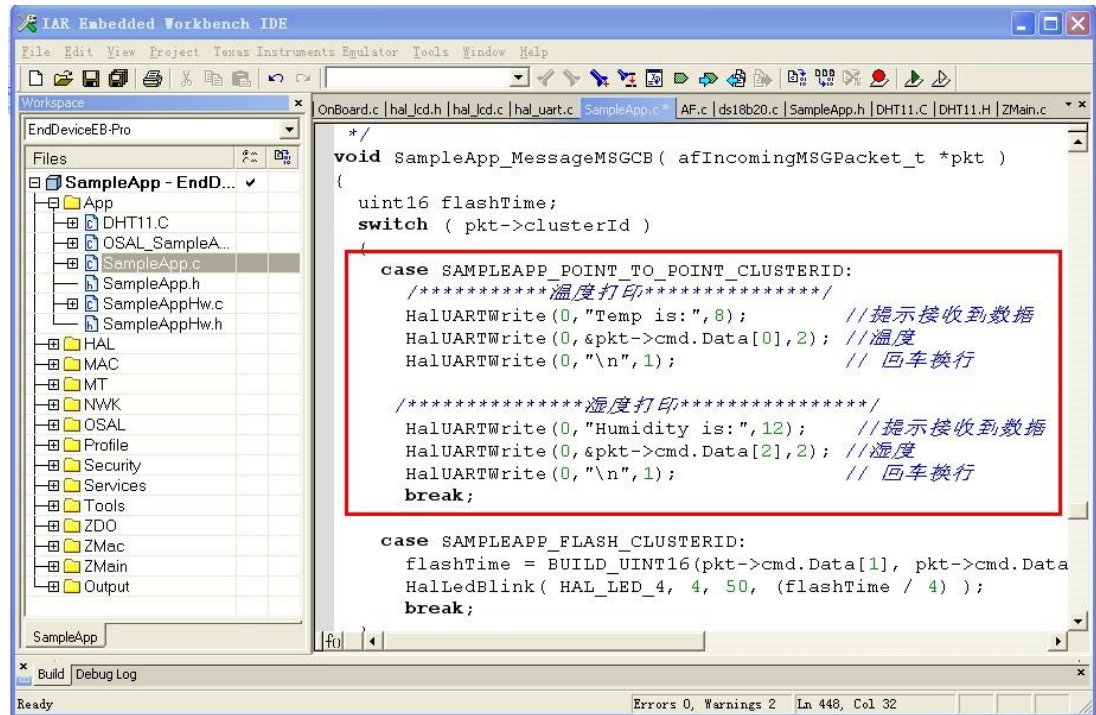 IAR Embedded Workbench IDE
File Edit View Project Texas Instruments Emulator Tools Window Help
Workspace
OnBoard.c | hal_lcd.h | hal_lcd.c | hal_uart.c SampleApp.c * AF.c | ds18b20.c | SampleApp.h | DHT11.C | DHT11.H | ZMain.c
EndDeviceEB-Pro
Files
SampleApp - EndD...
App
DHT11.C
OSAL_SampleA...
SampleApp.c
SampleApp.h
SampleAppHw.c
SampleAppHw.h
HAL
MAC
MT
NWK
OSAL
Profile
Security
Services
Tools
ZDO
ZMac
ZMain
Output
SampleApp
*/
void SampleApp_MessageMSGCB( afIncomingMSGPacket_t *pkt )
{
uint16 flashTime;
switch ( pkt->clusterId )
{
case SAMPLEAPP_POINT_TO_POINT_CLUSTERID:
/***********温度打印***************/
HalUARTWrite(0,"Temp is:",8); //提示接收到数据
HalUARTWrite(0,&pkt->cmd.Data[0],2); //温度
HalUARTWrite(0,"\n",1); // 回车换行
/***************湿度打印****************/
HalUARTWrite(0,"Humidity is:",12); //提示接收到数据
HalUARTWrite(0,&pkt->cmd.Data[2],2); //湿度
HalUARTWrite(0,"\n",1); // 回车换行
break;
case SAMPLEAPP_FLASH_CLUSTERID:
flashTime = BUILD_UINT16(pkt->cmd.Data[1], pkt->cmd.Data
HalLedBlink( HAL_LED_4, 4, 50, (flashTime / 4) );
break;
f()
Build Debug Log
Ready Errors 0, Warnings 2 Ln 448, Col 32